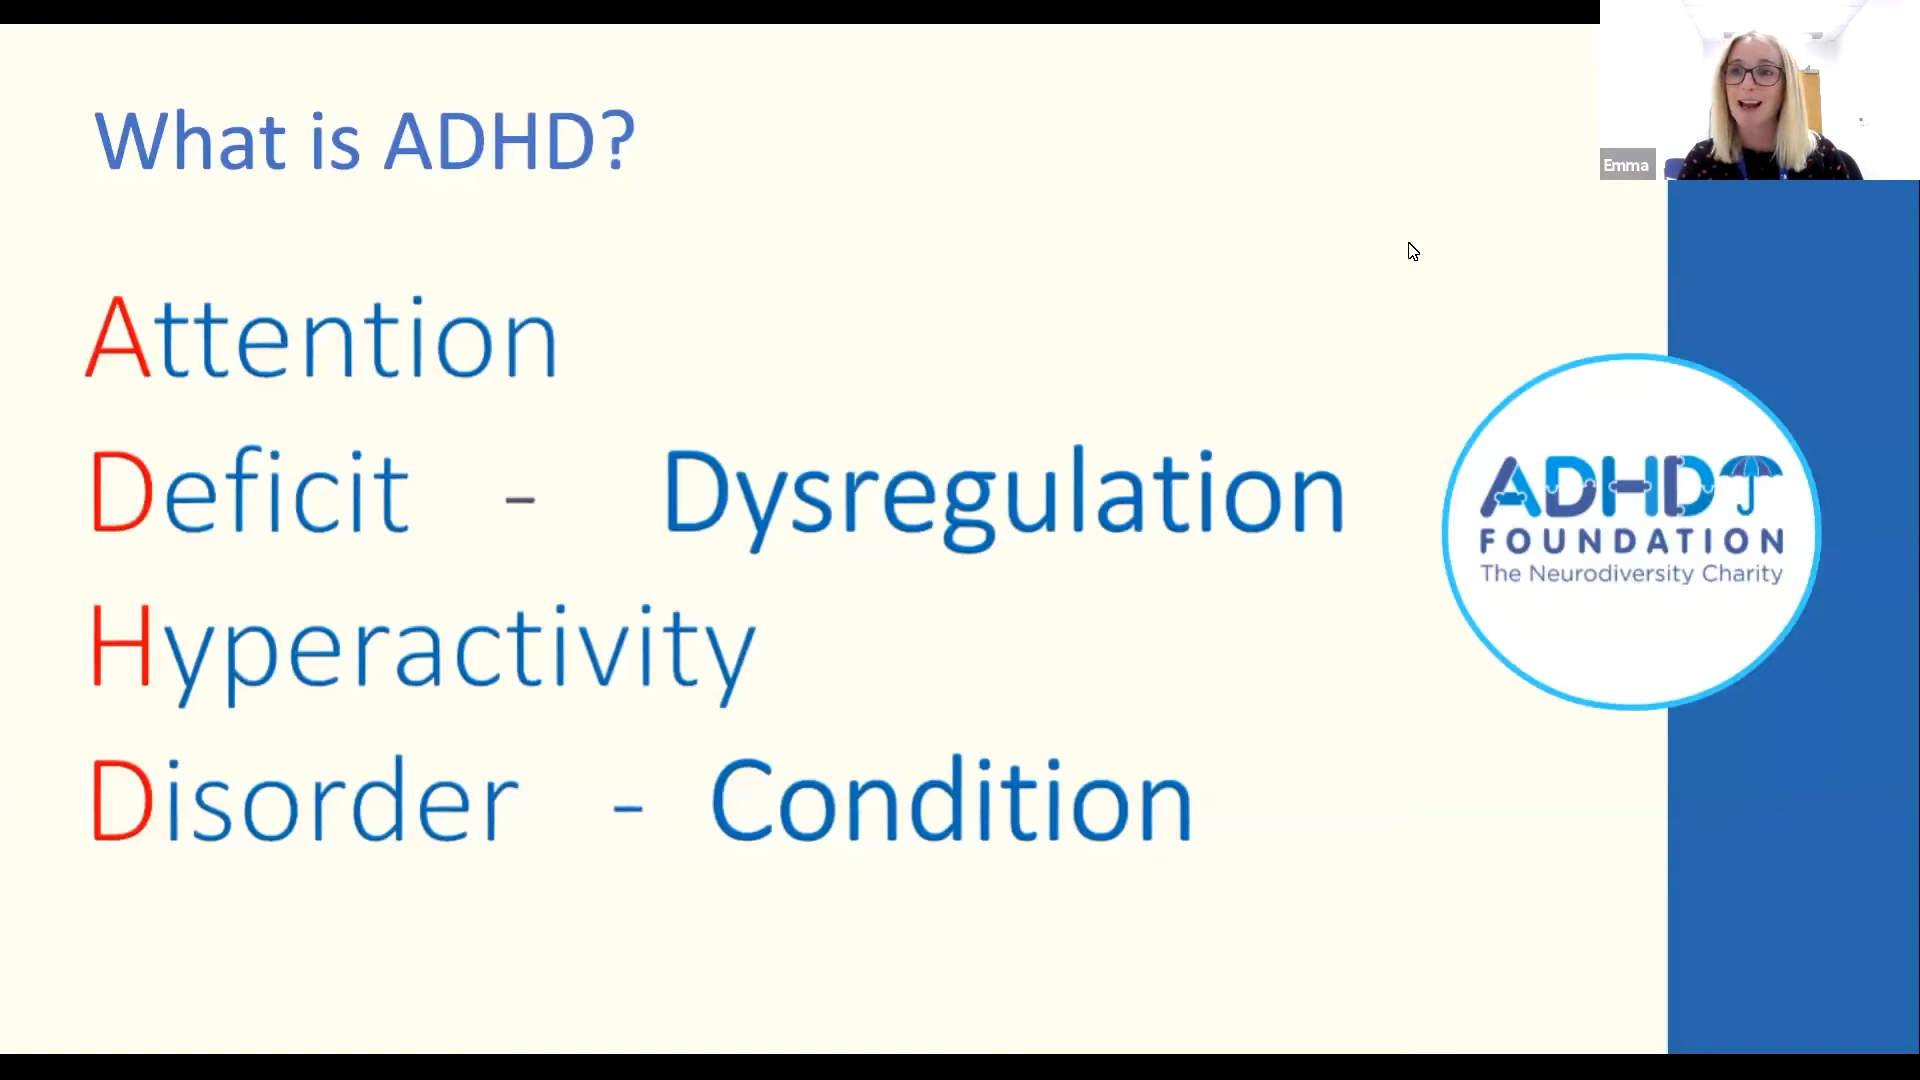 What is ADHD?
Emma
Attention
Deficit - Dysregulation
Hyperactivity
Disorder - Condition
ADHD
FOUNDATION
The Neurodiversity Charity